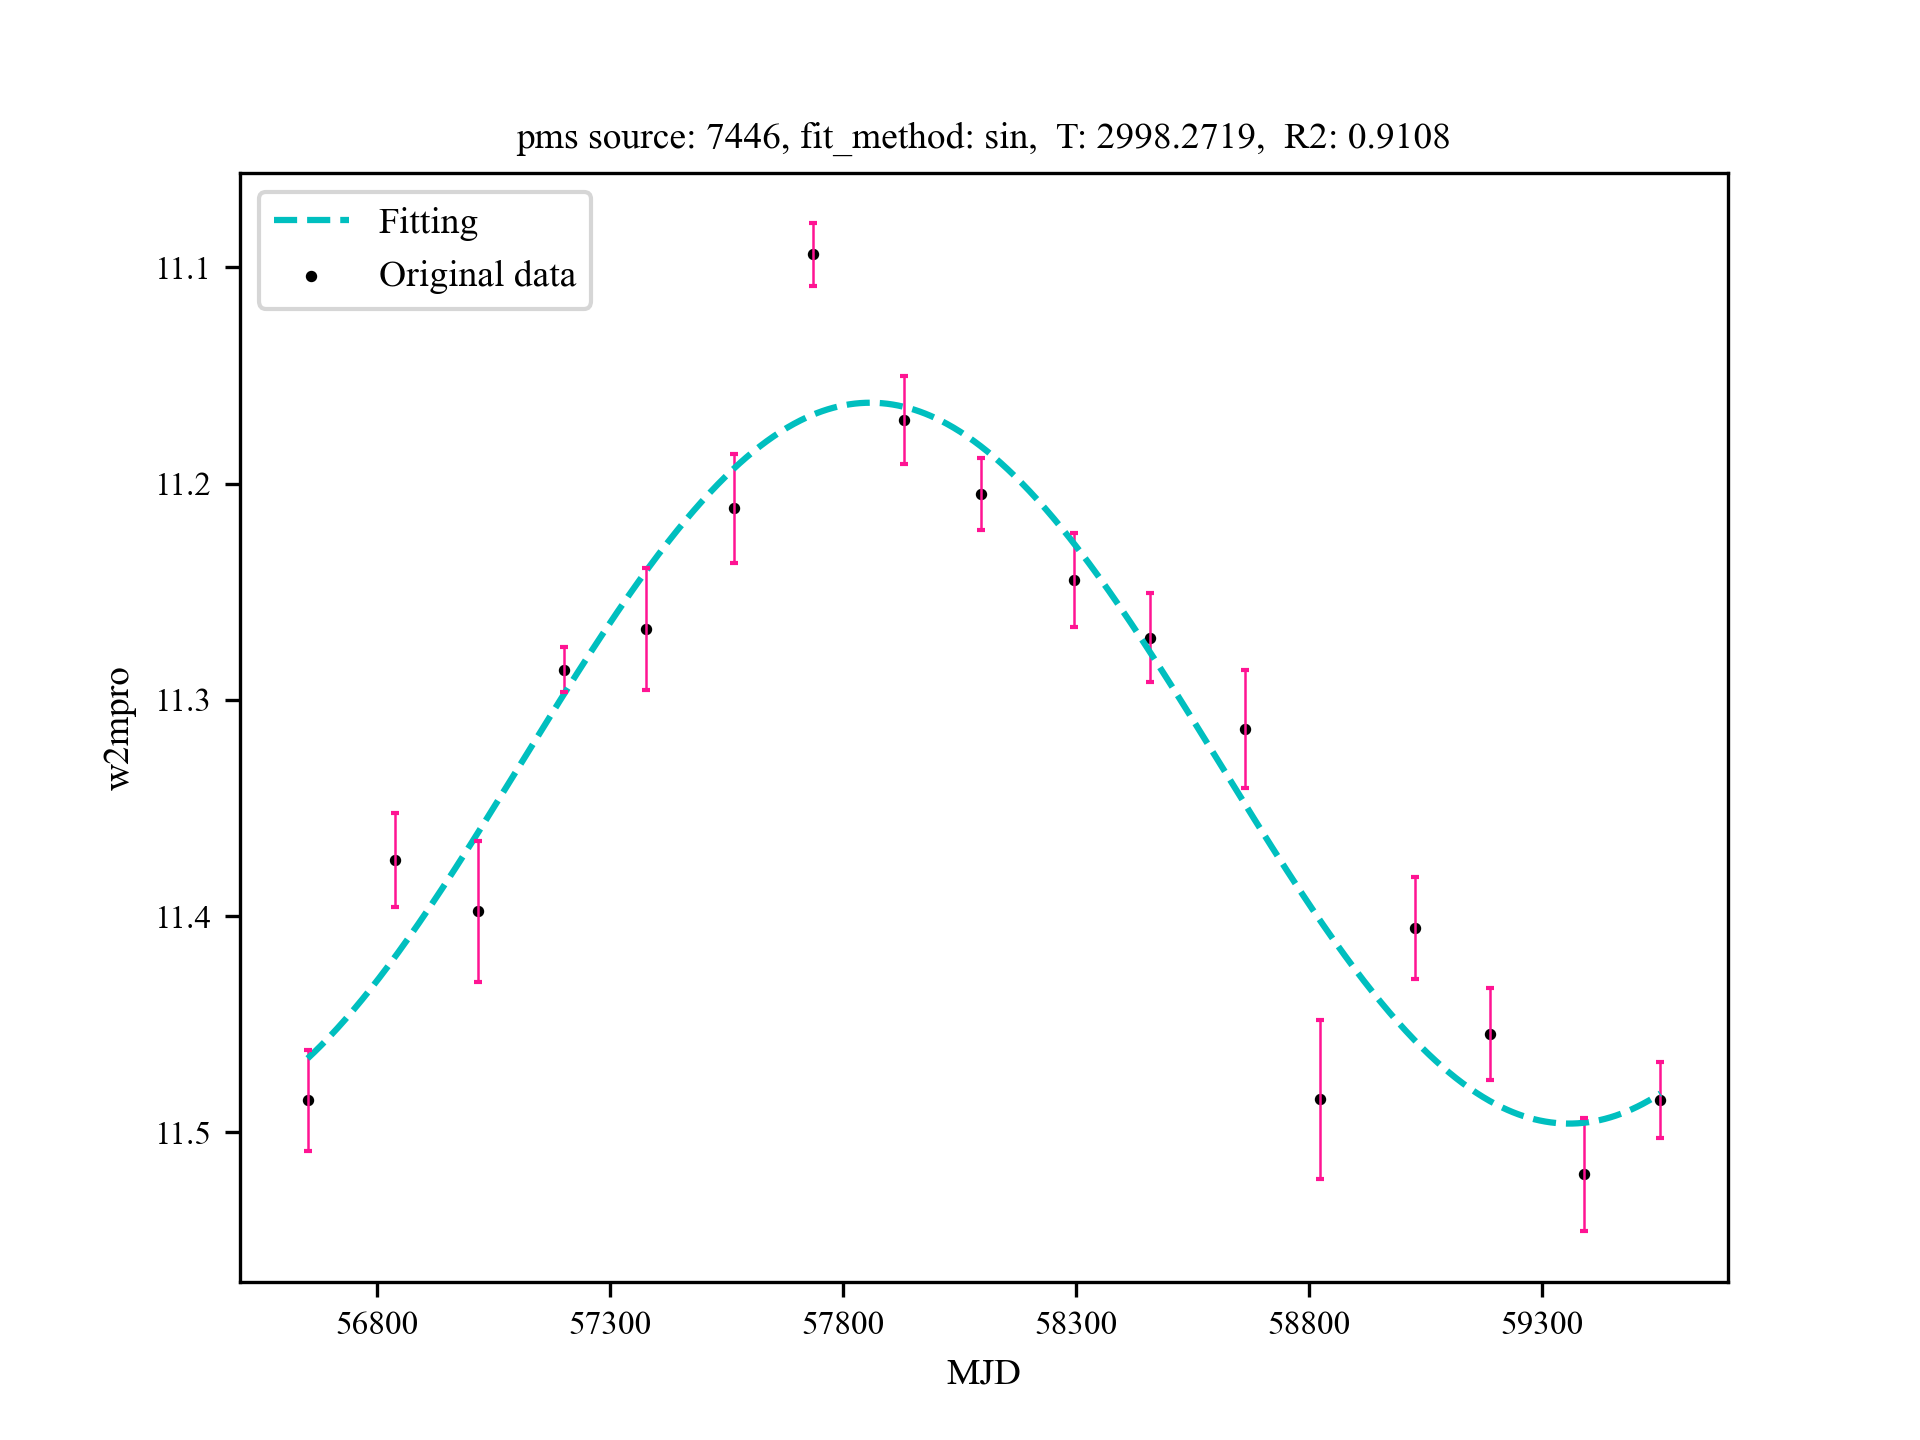 pms source: 7446, fit_method: sin,  T: 2998.2719,  R2: 0.9108
Fitting
Original data
11.1
11.2
11.3
11.4
11.5
w2mpro
56800 57300 57800 58300 58800 59300
MJD